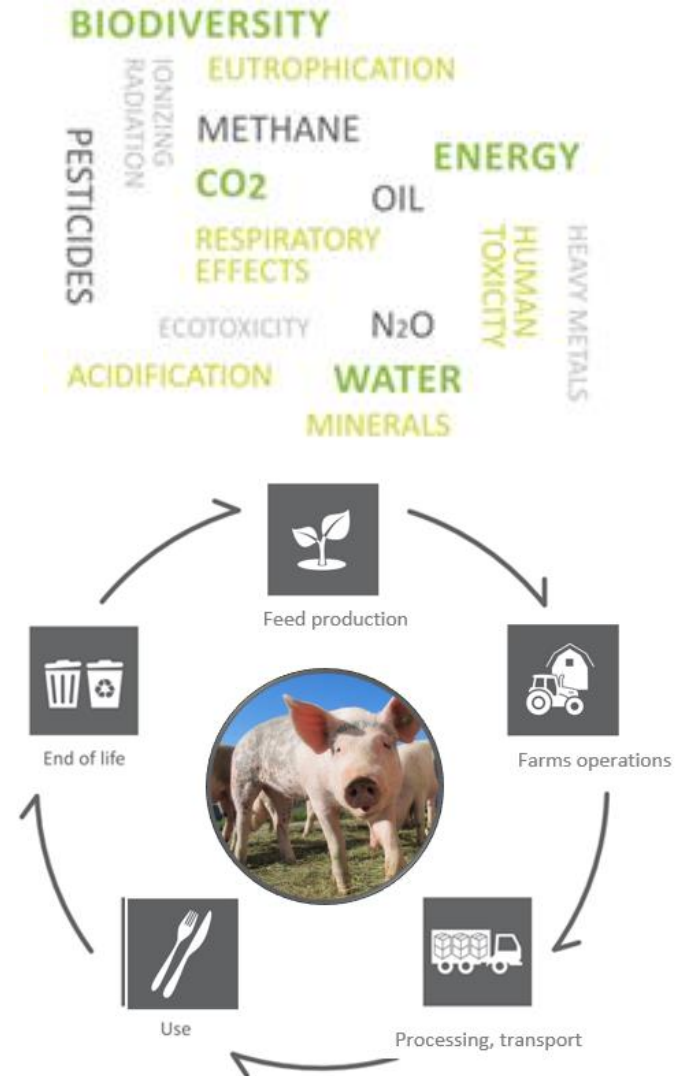 BIODIVERSITY
EUTROPHICATION
IONIZING
RADIATION
METHANE
PESTICIDES
ENERGY
CO2
OIL
RESPIRATORY
EFFECTS
HUMAN
TOXICITY
HEAVY METALS
ECOTOXICITY
N2O
ACIDIFICATION
WATER
MINERALS
Feed production
End of life
Farms operations
Use
Processing, transport